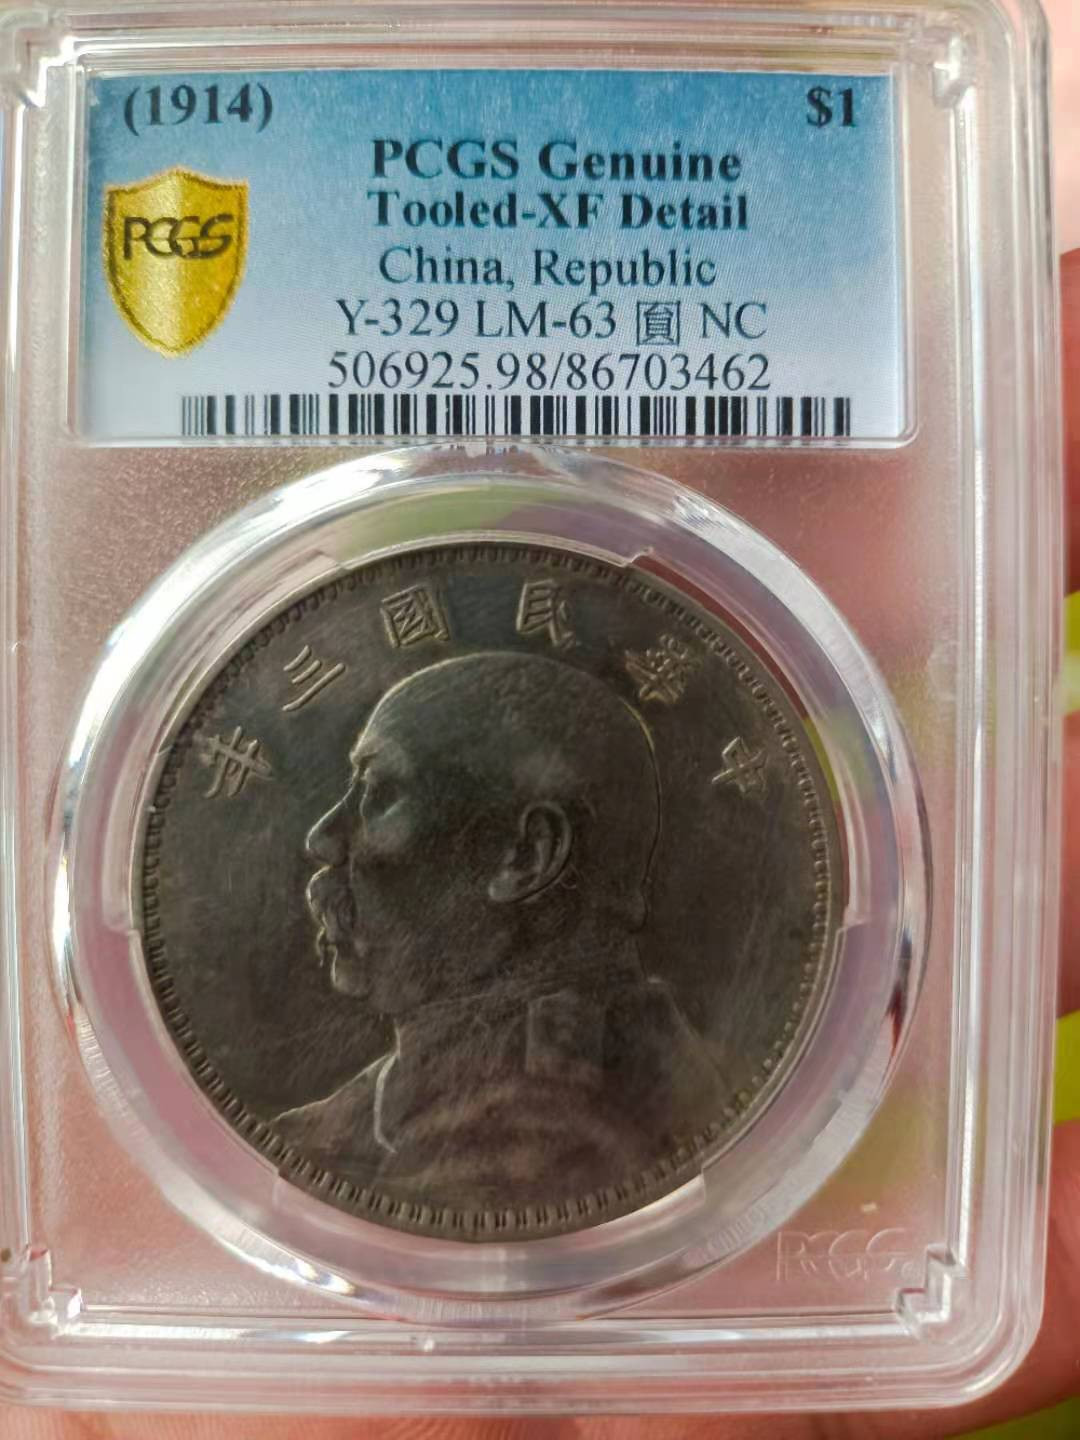 (1914) $1
PCGS Genuine
PCGS
Tooled-XF Detail
China, Republic
Y-329 LM-63 圓 NC
506925.98/86703462
年三國民華中
PCGS